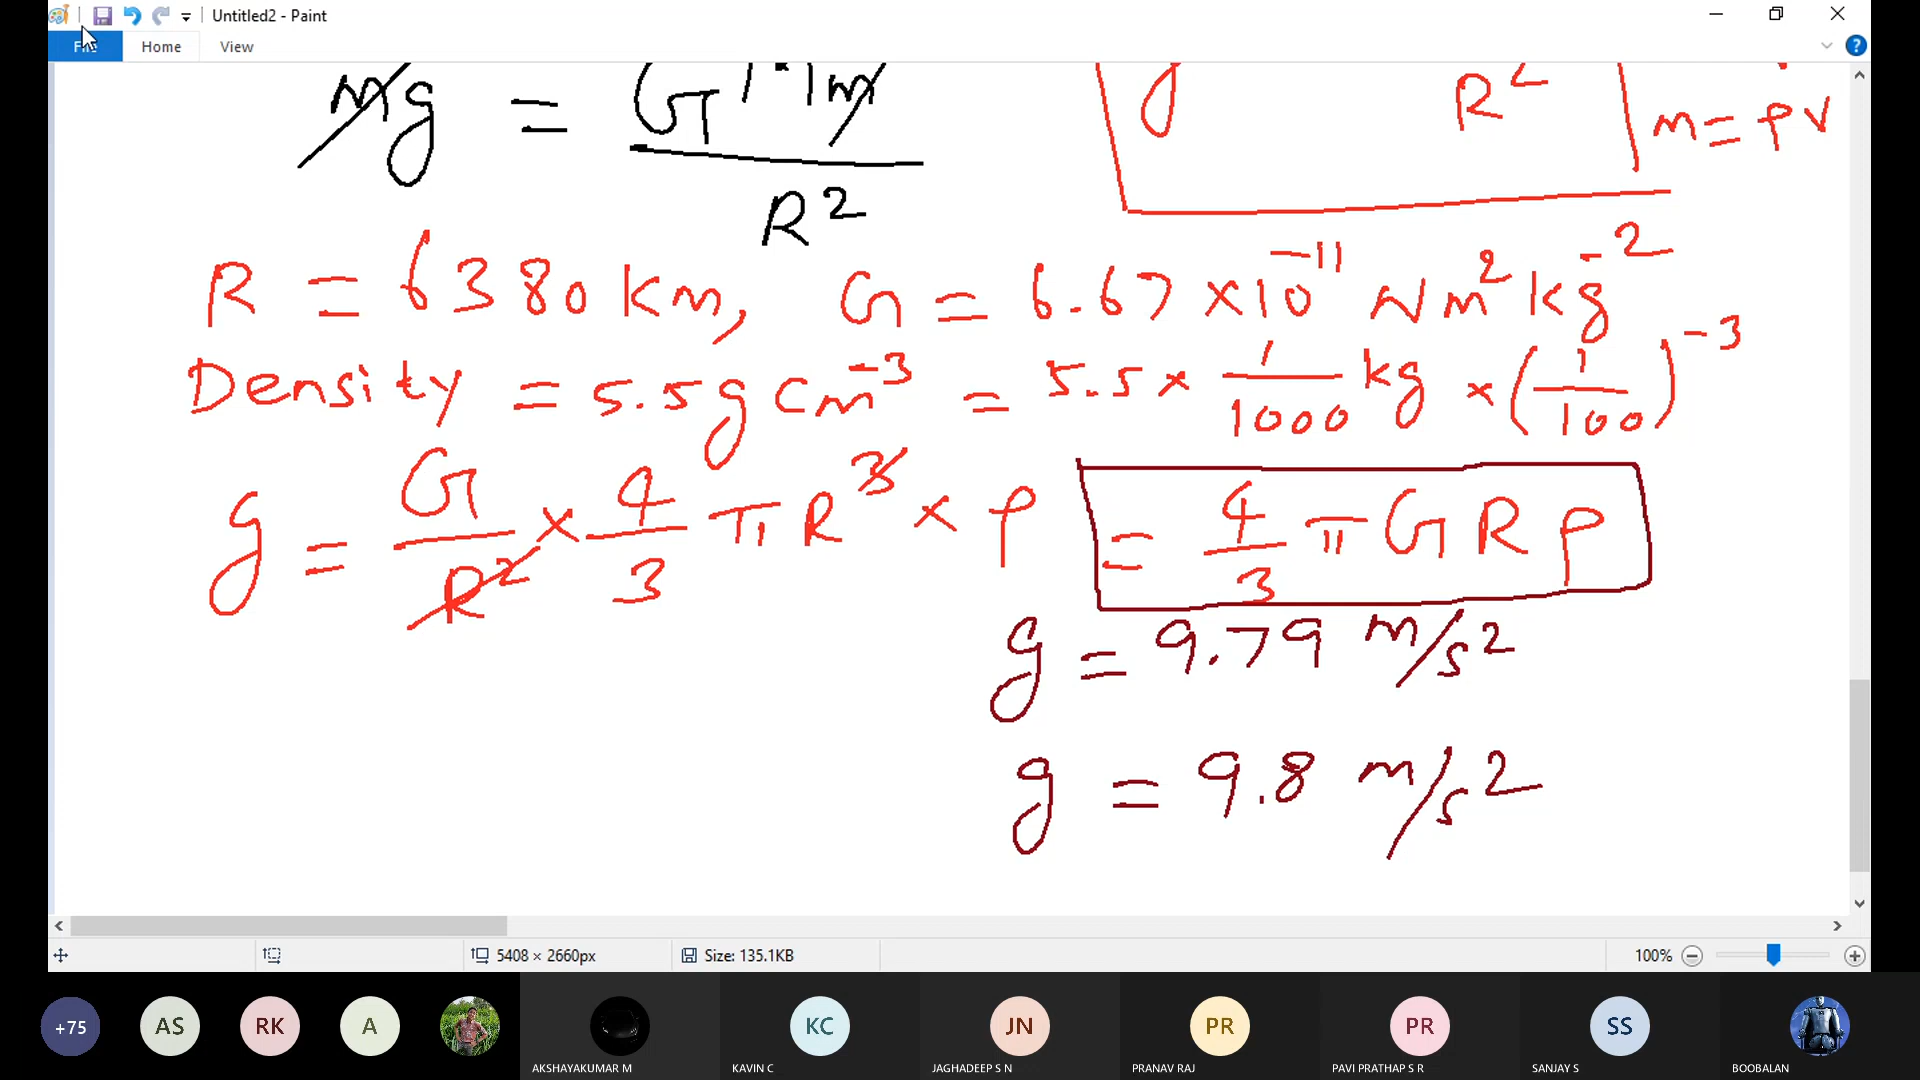 Untitled2 - Paint
File Home View
mg = GMm / R²
g R²
m = ρV
R = 6380 km, G = 6.67 × 10⁻¹¹ Nm² kg⁻²
Density = 5.5 g cm⁻³ = 5.5 × 1/1000 kg × (1/100)⁻³
g = G/R² × 4/3 π R³ × ρ = 4/3 π G R ρ
g = 9.79 m/s²
g = 9.8 m/s²
5408 × 2660px Size: 135.1KB 100%
+75 AS RK A KC JN PR PR SS
AKSHAYAKUMAR M KAVIN C JAGHADEEP S N PRANAV RAJ PAVI PRATHAP S R SANJAY S BOOBALAN